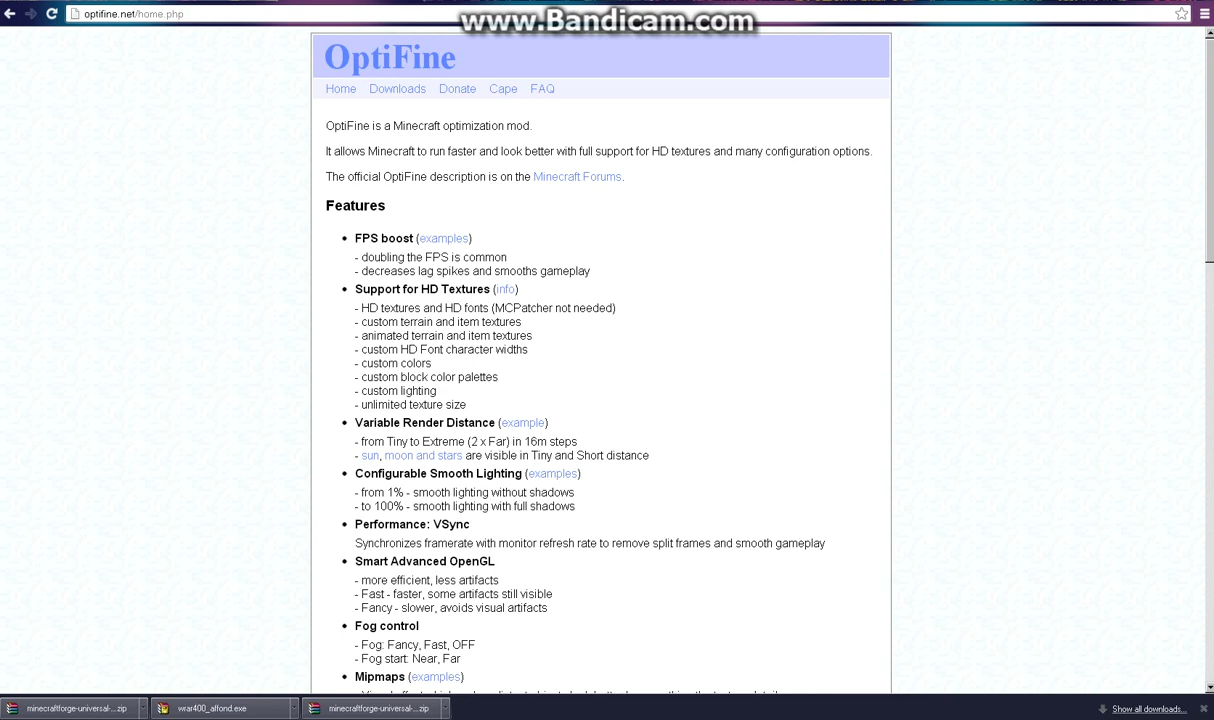 optifine.net/home.php
www.Bandicam.com
OptiFine
Home Downloads Donate Cape FAQ
OptiFine is a Minecraft optimization mod.
It allows Minecraft to run faster and look better with full support for HD textures and many configuration options.
The official OptiFine description is on the Minecraft Forums.
Features
• FPS boost (examples)
- doubling the FPS is common
- decreases lag spikes and smooths gameplay
• Support for HD Textures (info)
- HD textures and HD fonts (MCPatcher not needed)
- custom terrain and item textures
- animated terrain and item textures
- custom HD Font character widths
- custom colors
- custom block color palettes
- custom lighting
- unlimited texture size
• Variable Render Distance (example)
- from Tiny to Extreme (2 x Far) in 16m steps
- sun, moon and stars are visible in Tiny and Short distance
• Configurable Smooth Lighting (examples)
- from 1% - smooth lighting without shadows
- to 100% - smooth lighting with full shadows
• Performance: VSync
Synchronizes framerate with monitor refresh rate to remove split frames and smooth gameplay
• Smart Advanced OpenGL
- more efficient, less artifacts
- Fast - faster, some artifacts still visible
- Fancy - slower, avoids visual artifacts
• Fog control
- Fog: Fancy, Fast, OFF
- Fog start: Near, Far
• Mipmaps (examples)
minecraftforge-universal-....zip wrar400_affond.exe minecraftforge-universal-....zip Show all downloads...